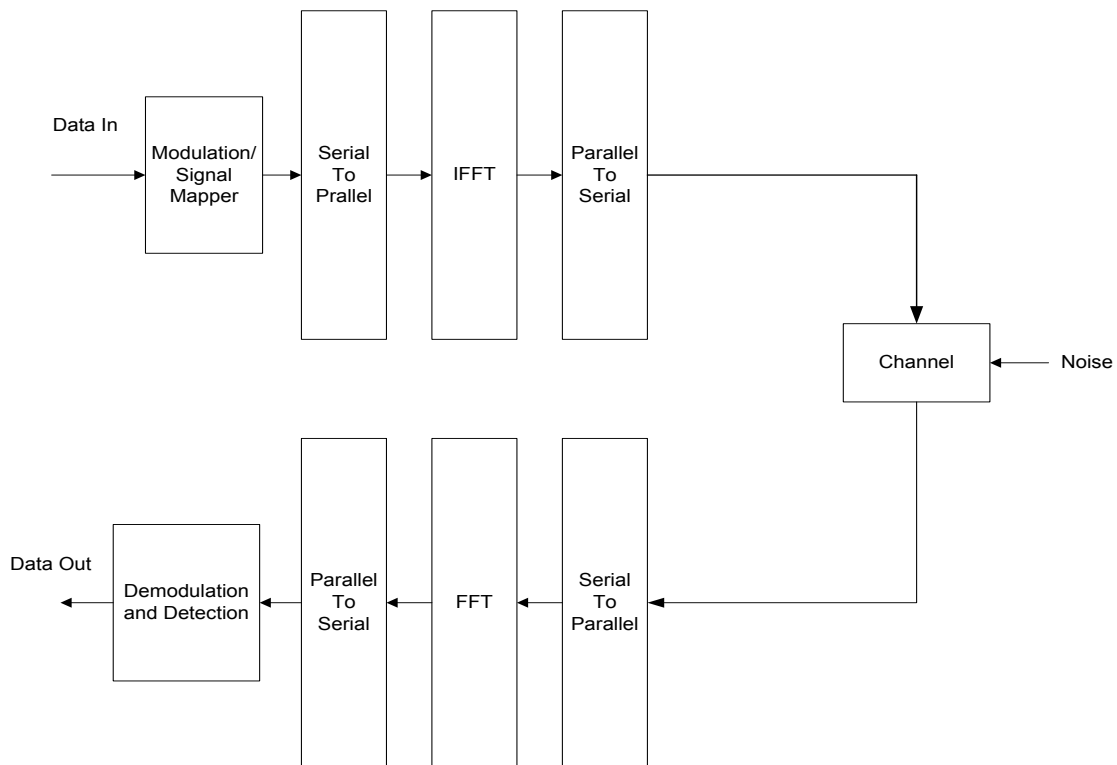 Data In
Modulation/
Signal
Mapper
Serial
To
Prallel
IFFT
Parallel
To
Serial
Channel
Noise
Data Out
Demodulation
and Detection
Parallel
To
Serial
FFT
Serial
To
Parallel